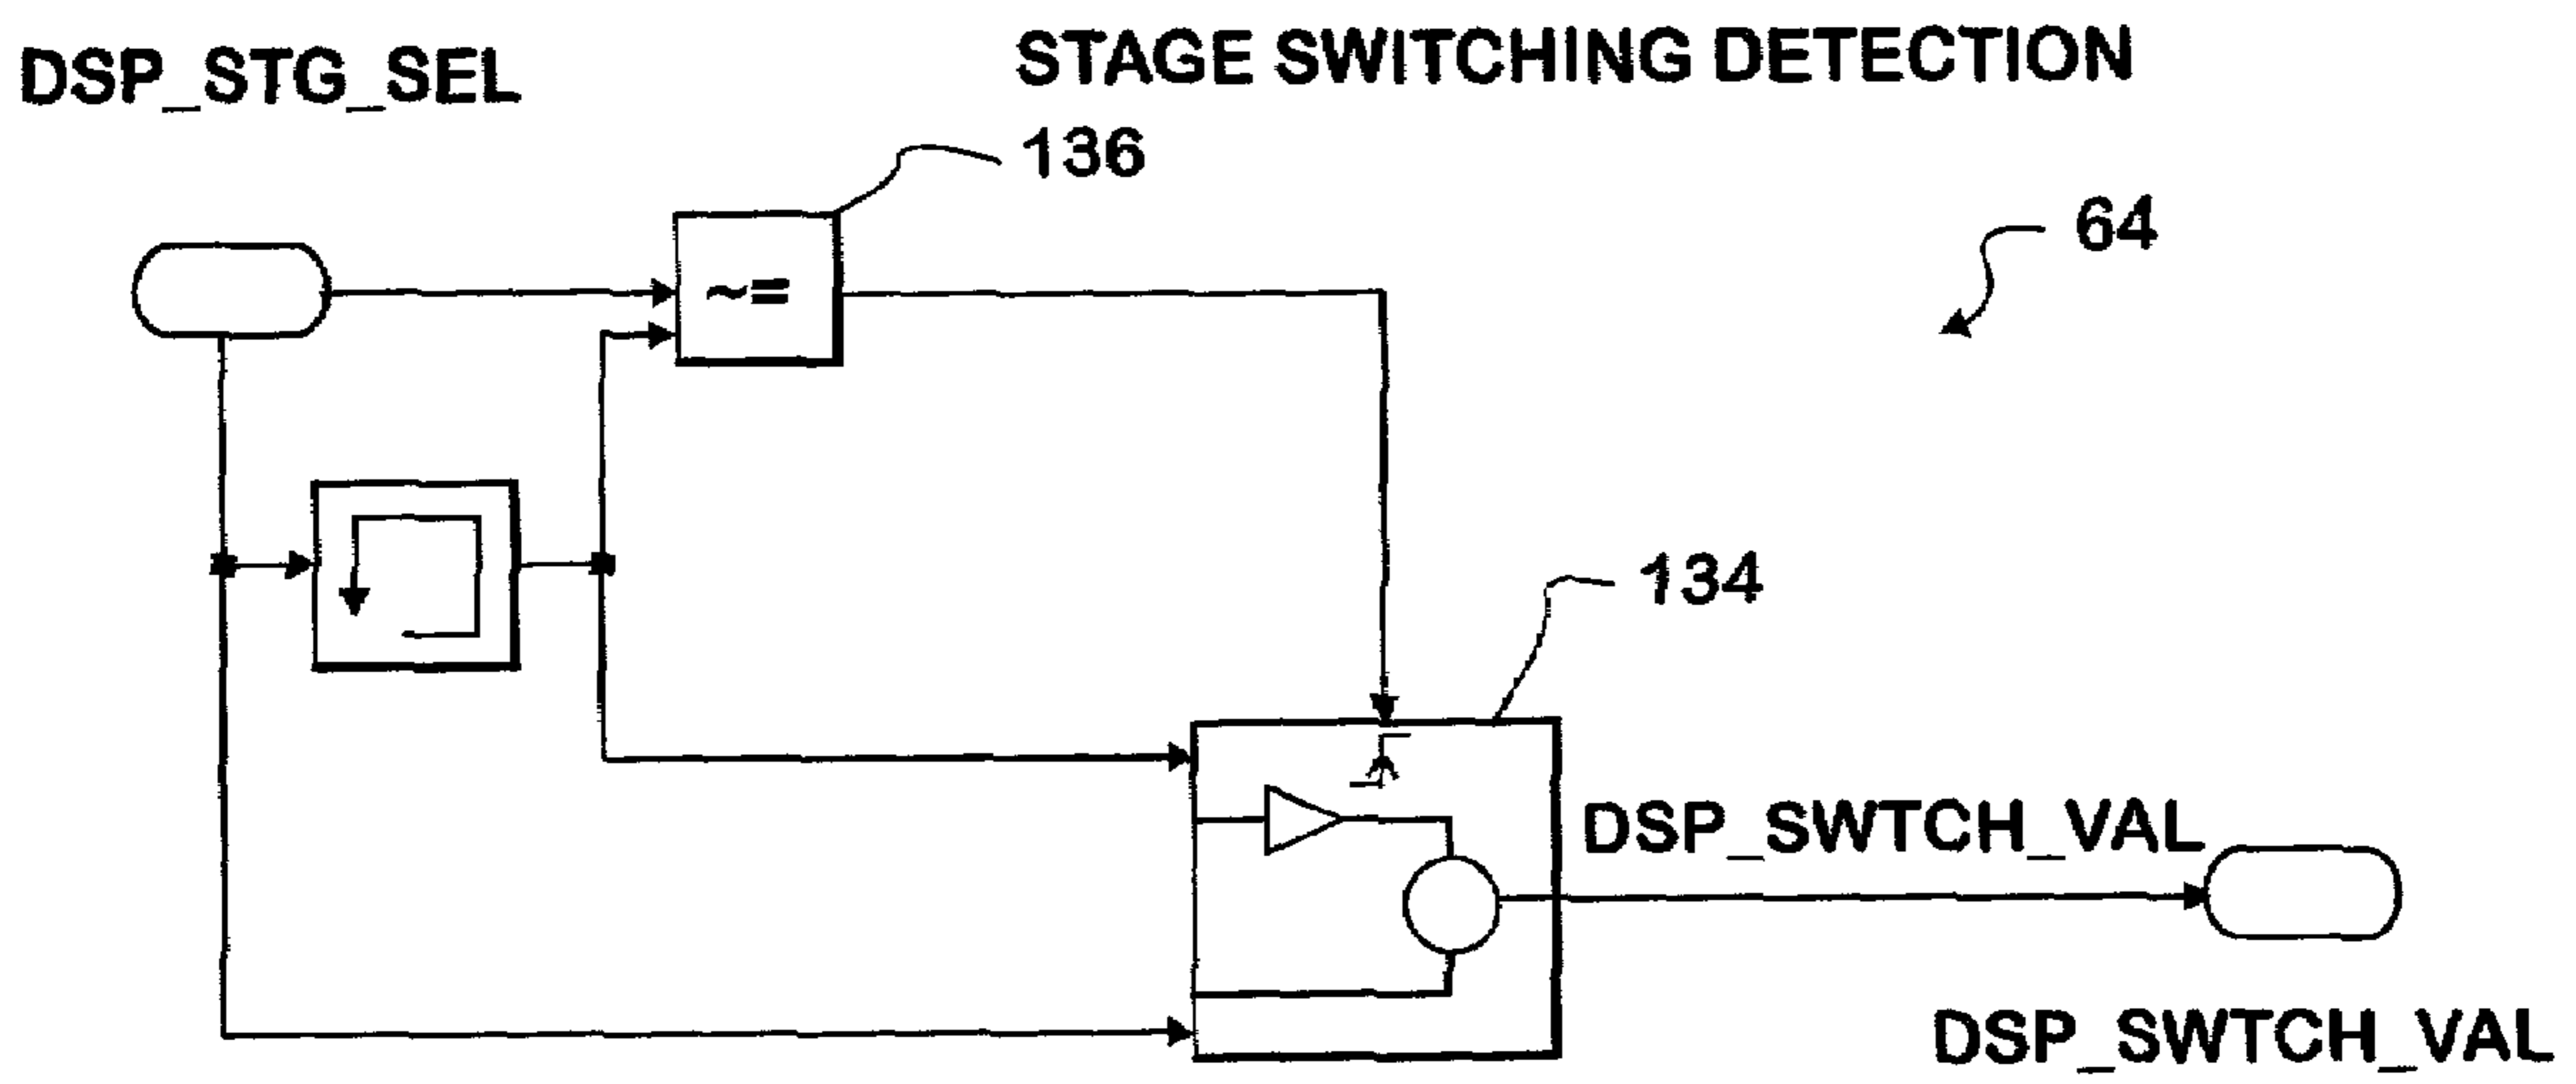 DSP_STG_SEL
STAGE SWITCHING DETECTION
136
64
~=
134
DSP_SWTCH_VAL
DSP_SWTCH_VAL